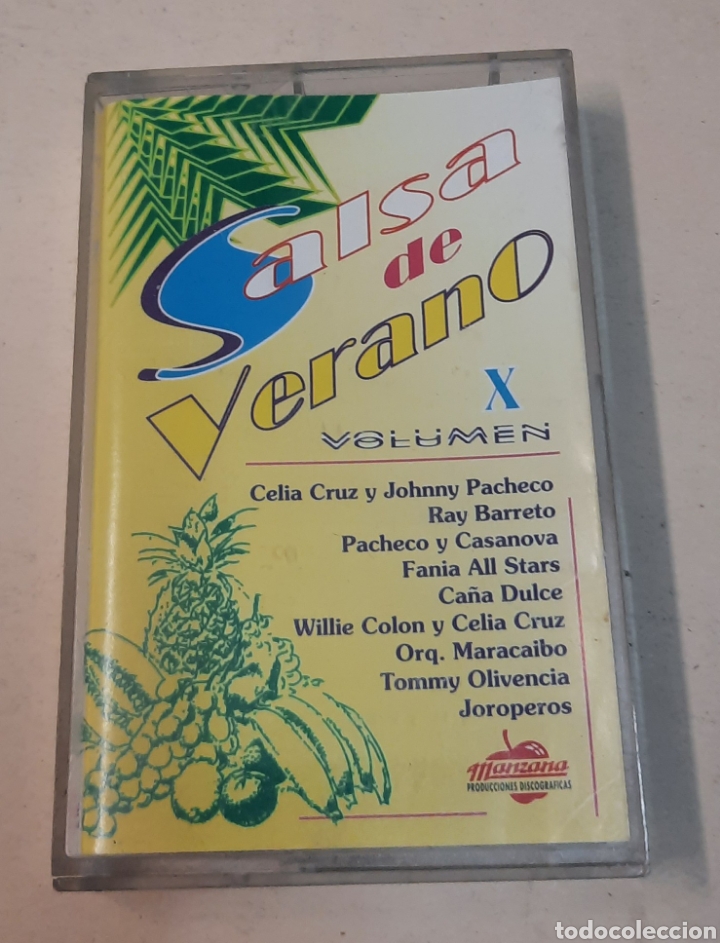 Salsa
de
Verano
X
VOLUMEN
Celia Cruz y Johnny Pacheco
Ray Barreto
Pacheco y Casanova
Fania All Stars
Caña Dulce
Willie Colon y Celia Cruz
Orq. Maracaibo
Tommy Olivencia
Joroperos
Manzana
PRODUCCIONES DISCOGRAFICAS
todocoleccion